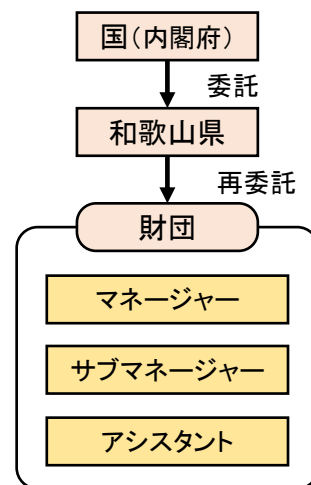 国（内閣府）
委託
和歌山県
再委託
財団
マネージャー
サブマネージャー
アシスタント